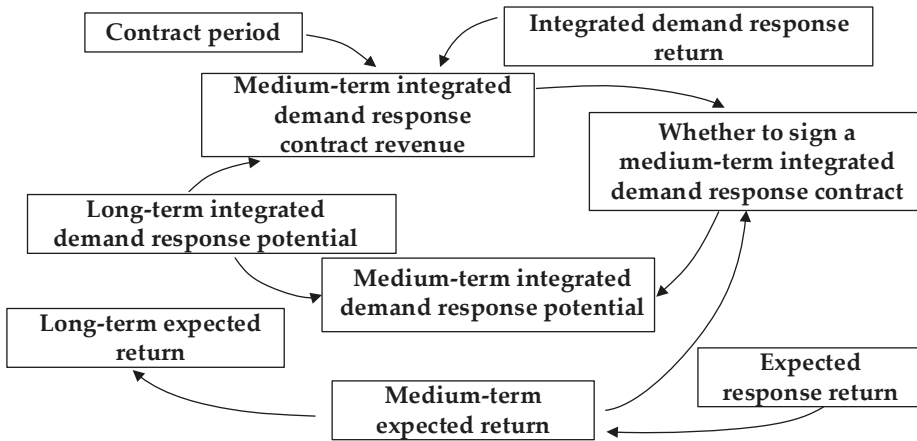 Contract period
Integrated demand response
return
Medium-term integrated
demand response
contract revenue
Whether to sign a
medium-term integrated
demand response contract
Long-term integrated
demand response potential
Medium-term integrated
demand response potential
Long-term expected
return
Expected
response return
Medium-term
expected return